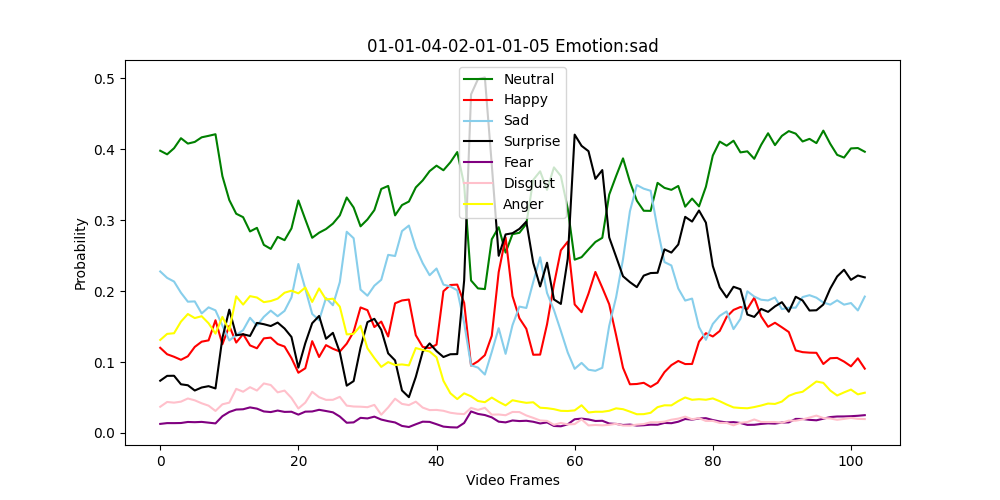 01-01-04-02-01-01-05 Emotion:sad
Neutral
Happy
Sad
Surprise
Fear
Disgust
Anger
Probability
0.5
0.4
0.3
0.2
0.1
0.0
0 20 40 60 80 100
Video Frames